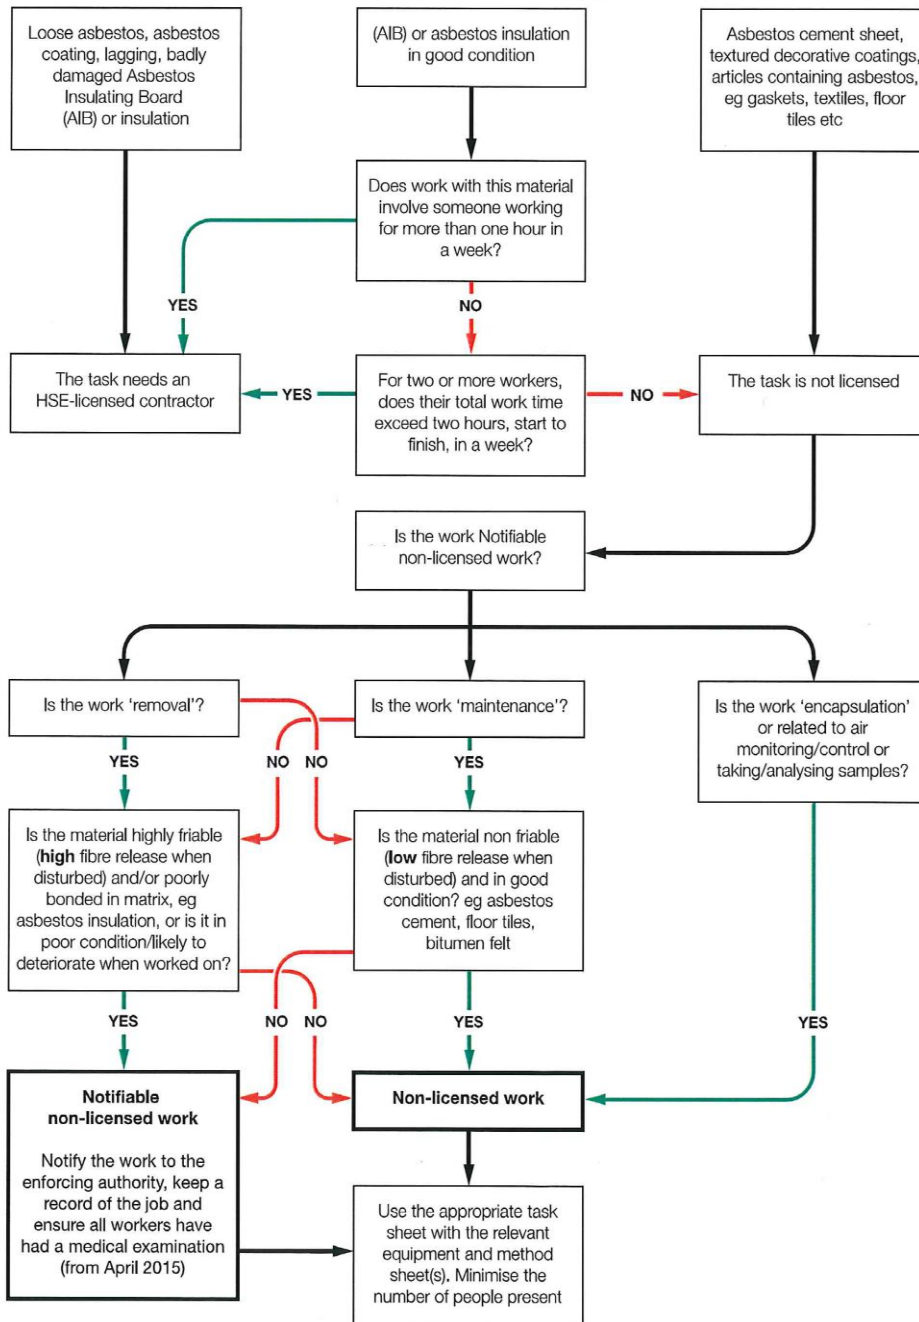 Loose asbestos, asbestos
coating, lagging, badly
damaged Asbestos
Insulating Board
(AIB) or insulation
(AIB) or asbestos insulation
in good condition
Asbestos cement sheet,
textured decorative coatings,
articles containing asbestos,
eg gaskets, textiles, floor
tiles etc
Does work with this material
involve someone working
for more than one hour in
a week?
YES
NO
The task needs an
HSE-licensed contractor
YES
For two or more workers,
does their total work time
exceed two hours, start to
finish, in a week?
NO
The task is not licensed
Is the work Notifiable
non-licensed work?
Is the work ‘removal’?
Is the work ‘maintenance’?
Is the work ‘encapsulation’
or related to air
monitoring/control or
taking/analysing samples?
YES
NO
NO
YES
Is the material highly friable
(high fibre release when
disturbed) and/or poorly
bonded in matrix, eg
asbestos insulation, or is it in
poor condition/likely to
deteriorate when worked on?
Is the material non friable
(low fibre release when
disturbed) and in good
condition? eg asbestos
cement, floor tiles,
bitumen felt
YES
NO
NO
YES
YES
Notifiable
non-licensed work
Notify the work to the
enforcing authority, keep a
record of the job and
ensure all workers have
had a medical examination
(from April 2015)
Non-licensed work
Use the appropriate task
sheet with the relevant
equipment and method
sheet(s). Minimise the
number of people present